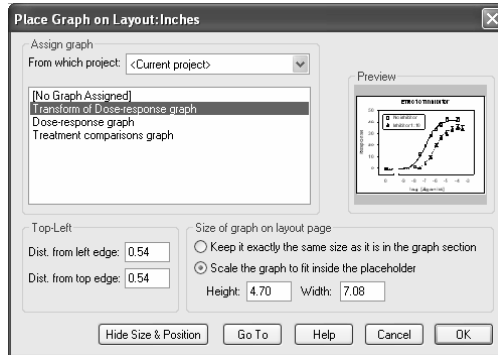 Place Graph on Layout:Inches
Assign graph
From which project: <Current project>
[No Graph Assigned]
Transform of Dose-response graph
Dose-response graph
Treatment comparisons graph
Preview
No inhibitor
Response
Top-Left
Dist. from left edge: 0.54
Dist. from top edge: 0.54
Size of graph on layout page
Keep it exactly the same size as it is in the graph section
Scale the graph to fit inside the placeholder
Height: 4.70 Width: 7.08
Hide Size & Position Go To Help Cancel OK